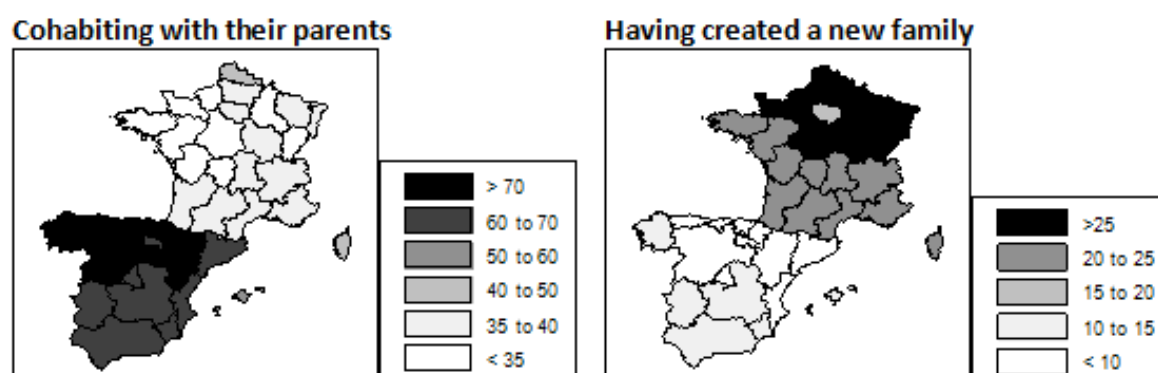 Cohabiting with their parents
> 70
60 to 70
50 to 60
40 to 50
35 to 40
< 35
Having created a new family
>25
20 to 25
15 to 20
10 to 15
< 10